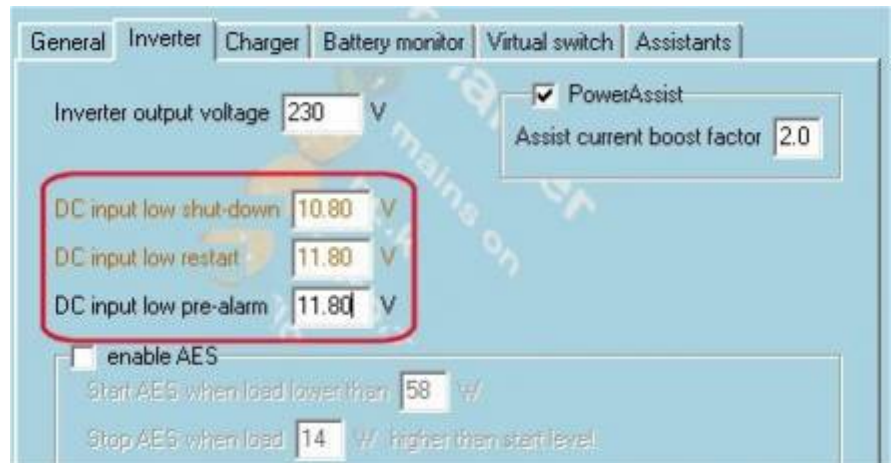 General Inverter Charger Battery monitor Virtual switch Assistants
Inverter output voltage 230 V
PowerAssist
Assist current boost factor 2.0
DC input low shut-down 10.80 V
DC input low restart 11.80 V
DC input low pre-alarm 11.80 V
enable AES
Start AES when load lower than 58 W
Stop AES when load 14 W higher than start level
mains on